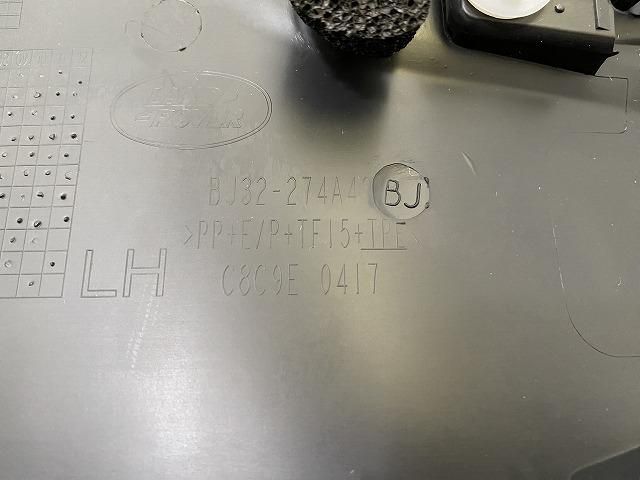 LAND
ROVER
BJ32-274A4 BJ
>PP+E/P+TF15+TPE<
LH
C8C9E 0417